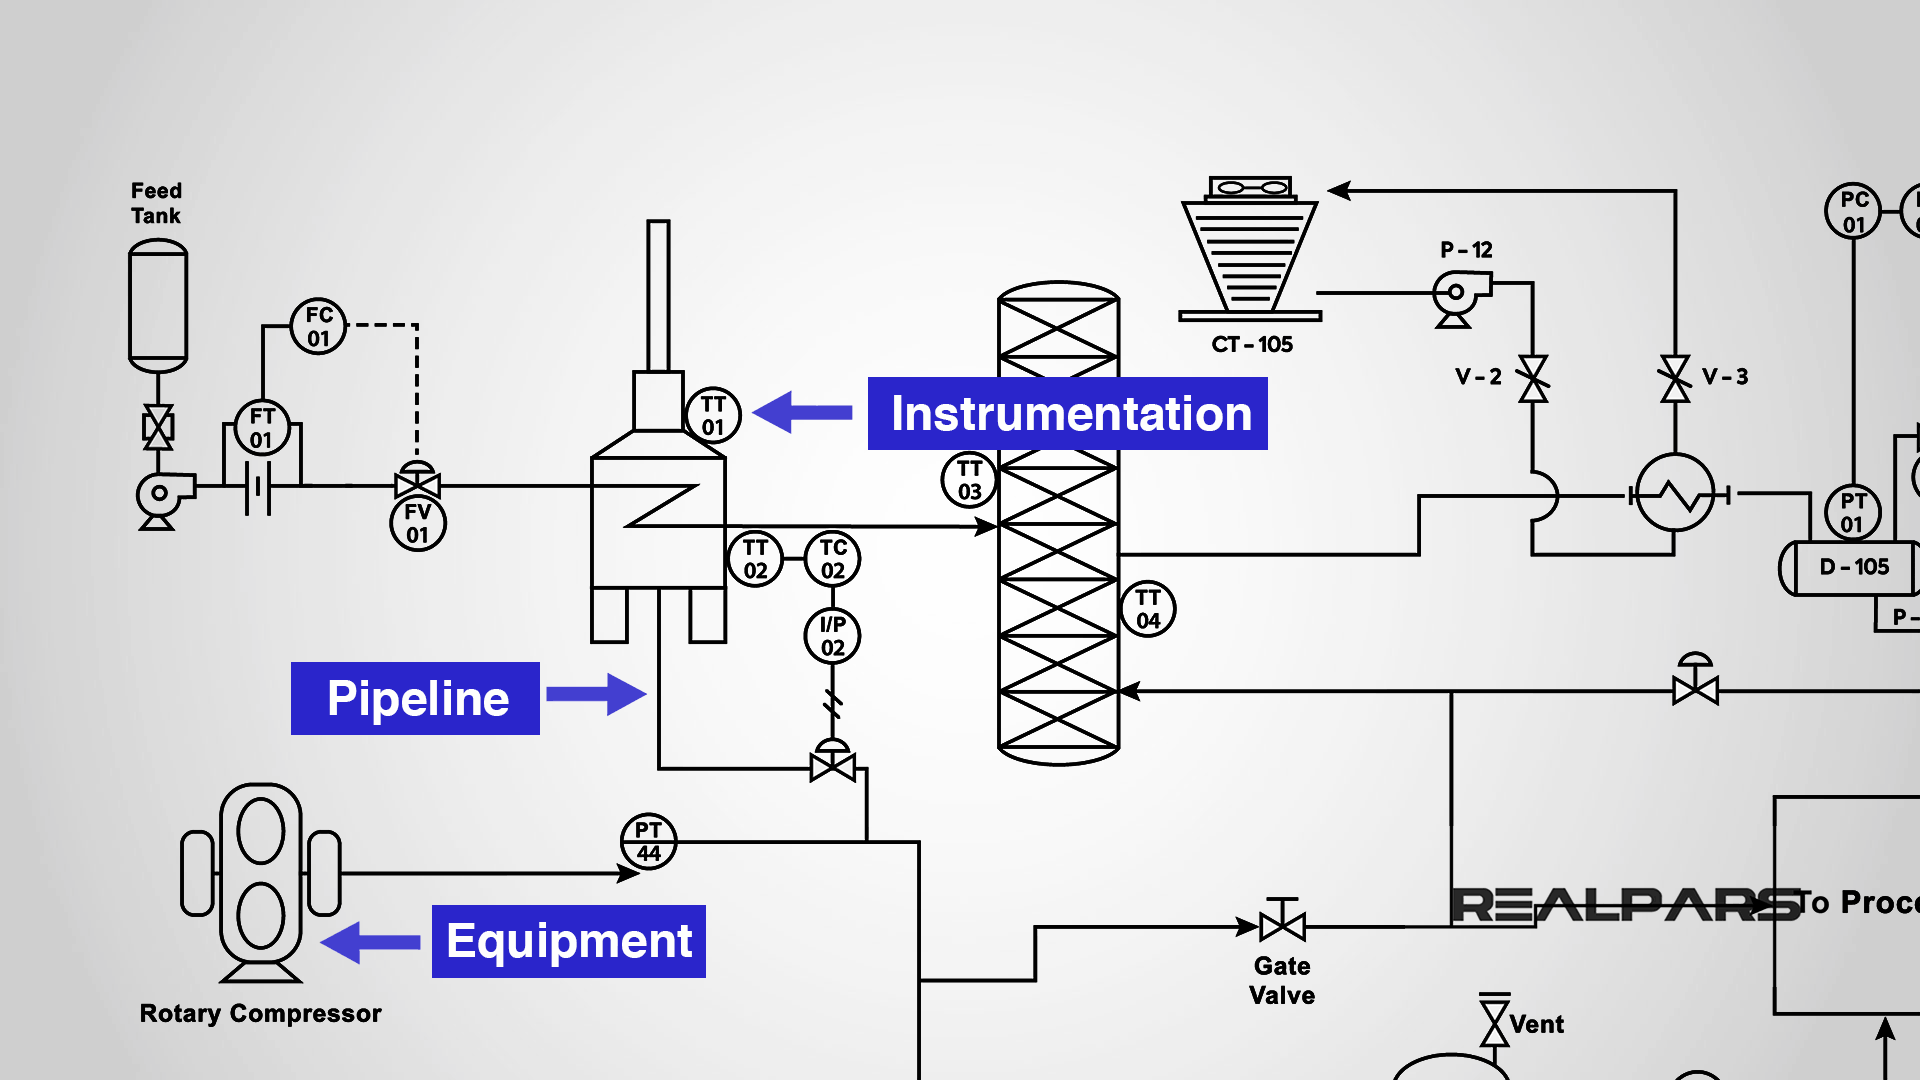 Feed
Tank
FC
01
FT
01
FV
01
TT
01
Instrumentation
TT
03
TT
02
TC
02
I/P
02
TT
04
CT-105
P-12
V-2
V-3
PC
01
PT
01
D-105
P-
Pipeline
PT
44
Equipment
Rotary Compressor
Gate
Valve
REALPARS
To Proce
Vent